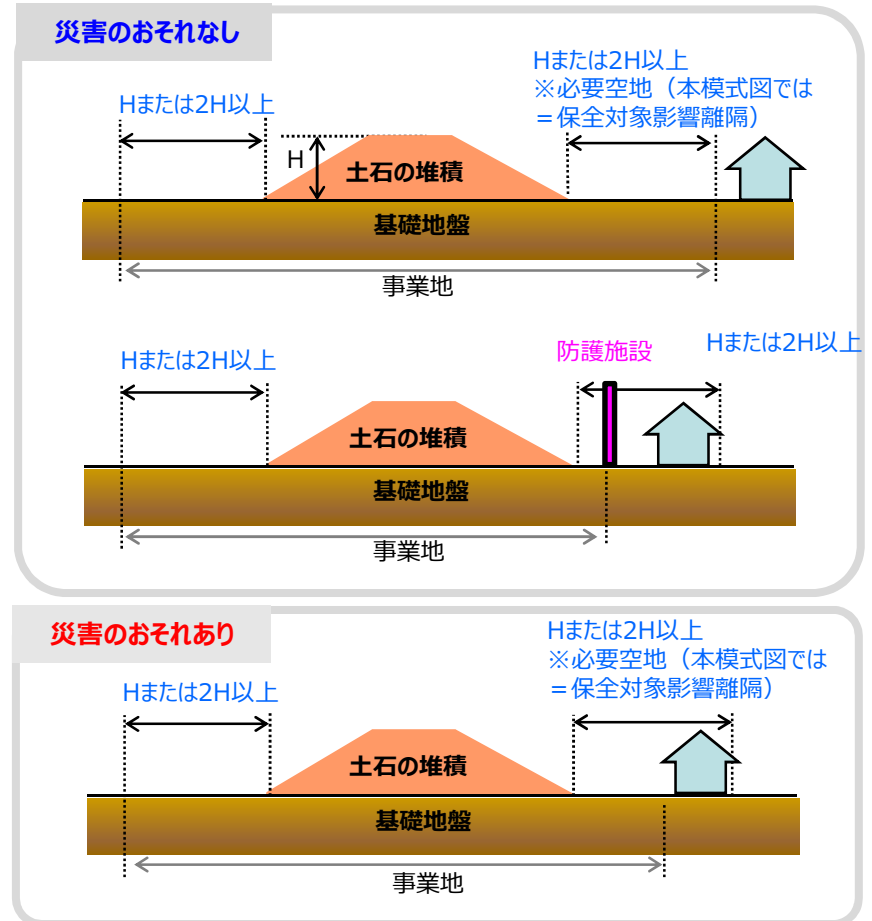 災害のおそれなし
Hまたは2H以上
※必要空地（本模式図では
＝保全対象影響離隔）
Hまたは2H以上
H
土石の堆積
基礎地盤
事業地
防護施設
Hまたは2H以上
Hまたは2H以上
土石の堆積
基礎地盤
事業地
災害のおそれあり
Hまたは2H以上
※必要空地（本模式図では
＝保全対象影響離隔）
Hまたは2H以上
土石の堆積
基礎地盤
事業地